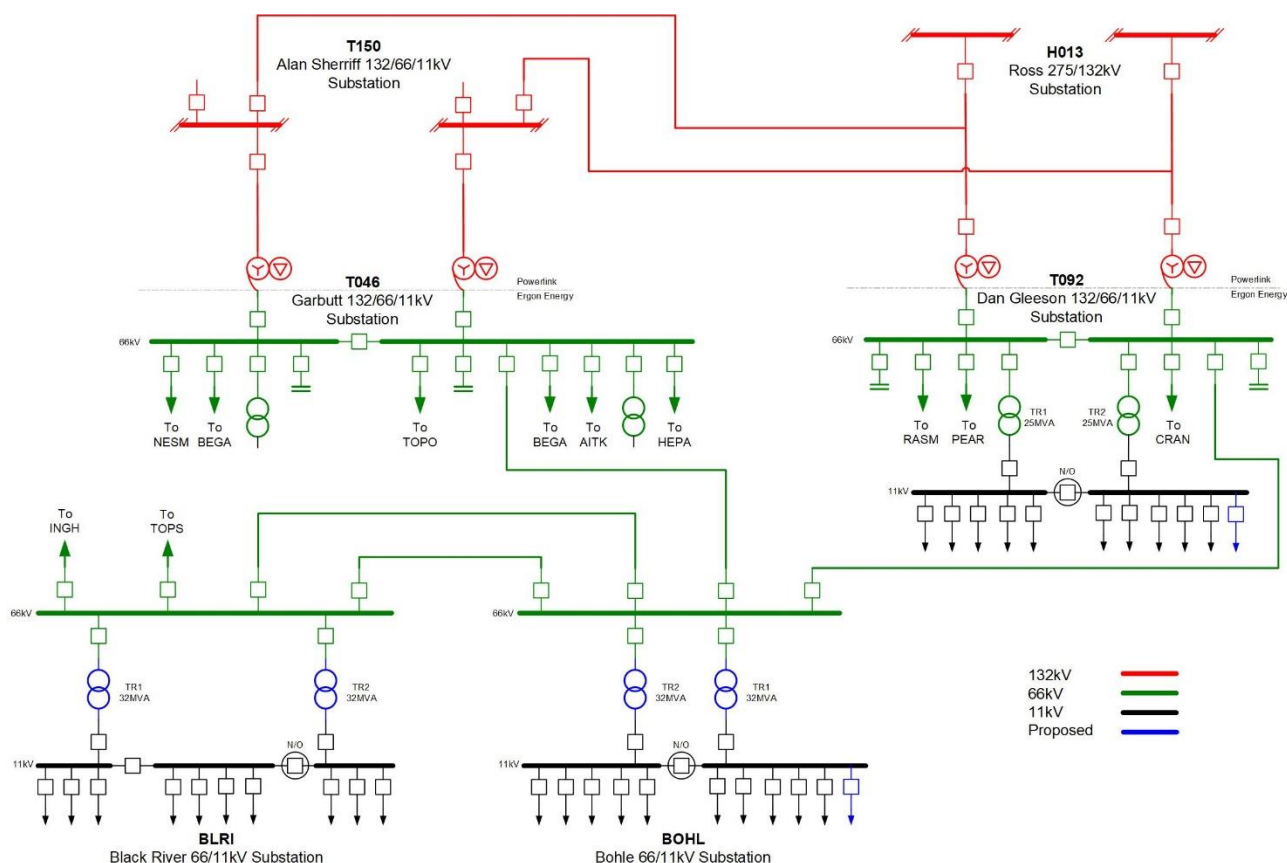 T150
Alan Sherriff 132/66/11kV
Substation
H013
Ross 275/132kV
Substation
T046
Garbutt 132/66/11kV
Substation
Powerlink
Ergon Energy
T092
Dan Gleeson 132/66/11kV
Substation
Powerlink
Ergon Energy
66kV
To
NESM
To
BEGA
To
TOPO
To
BEGA
To
AITK
To
HEPA
66kV
To
RASM
To
PEAR
TR1
25MVA
TR2
25MVA
To
CRAN
11kV
N/O
To
INGH
To
TOPS
66kV
TR1
32MVA
TR2
32MVA
11kV
N/O
BLRI
Black River 66/11kV Substation
66kV
TR2
32MVA
TR1
32MVA
11kV
N/O
BOHL
Bohle 66/11kV Substation
132kV
66kV
11kV
Proposed